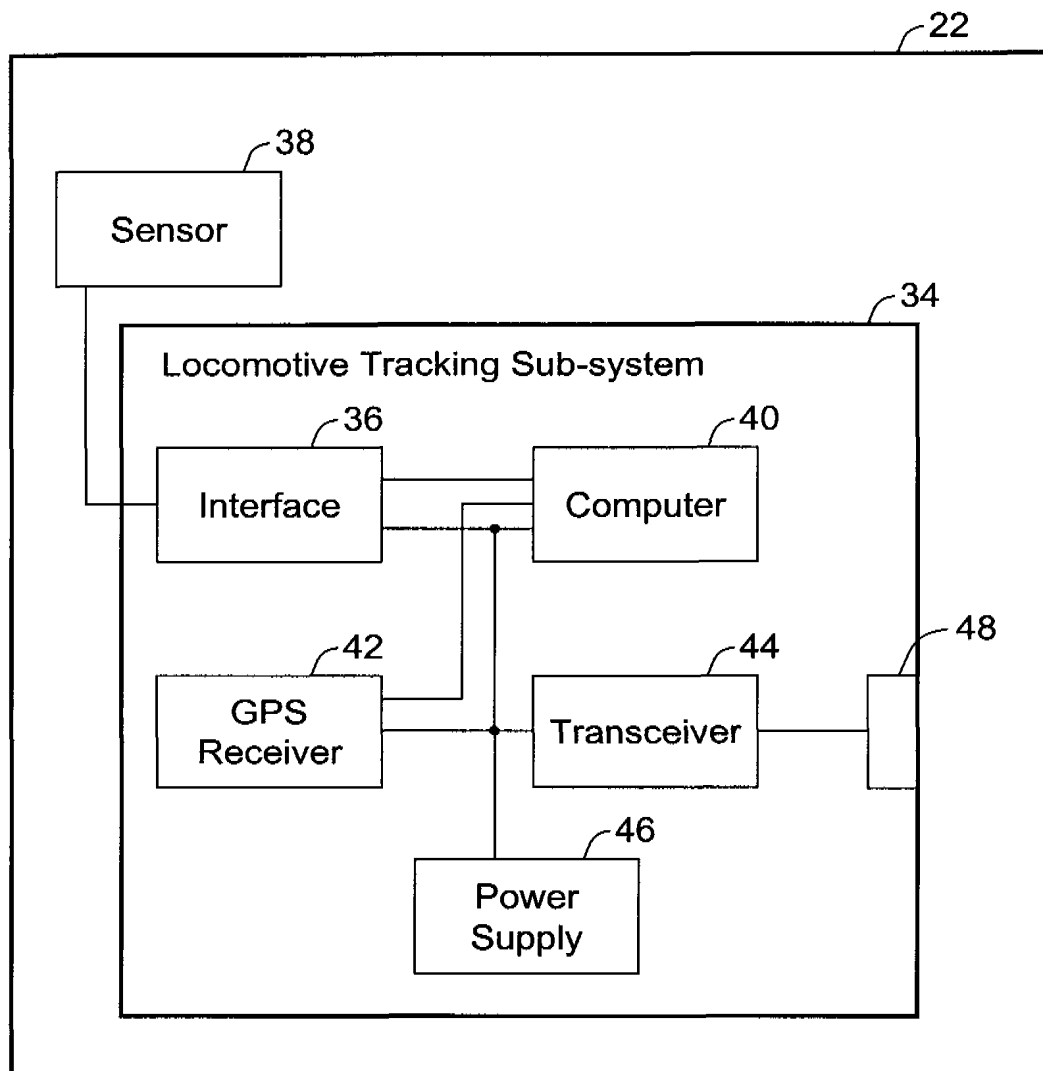 22
38
Sensor
34
Locomotive Tracking Sub-system
36
40
Interface
Computer
42
44
48
GPS
Receiver
Transceiver
46
Power
Supply